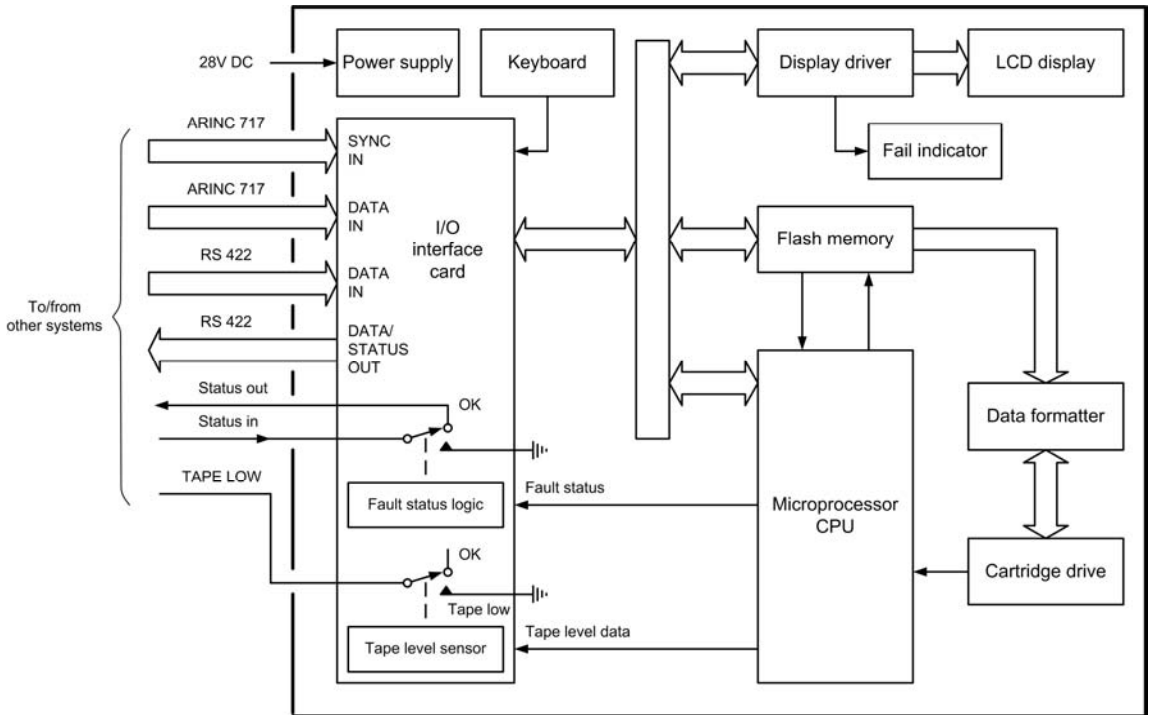 28V DC
Power supply
Keyboard
Display driver
LCD display
Fail indicator
ARINC 717
SYNC
IN
ARINC 717
DATA
IN
I/O
interface
card
RS 422
DATA
IN
RS 422
DATA/
STATUS
OUT
To/from
other systems
Flash memory
Status out
OK
Status in
Data formatter
TAPE LOW
Fault status logic
Fault status
Microprocessor
CPU
OK
Tape low
Cartridge drive
Tape level sensor
Tape level data